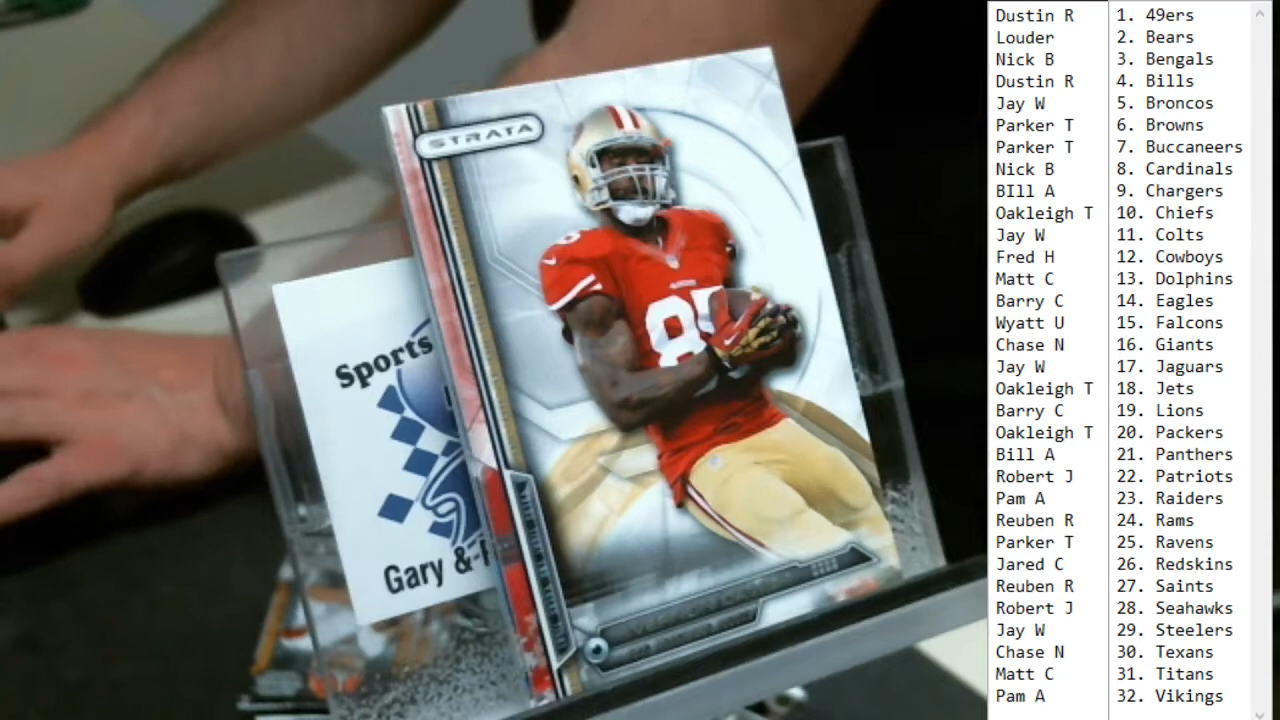 STRATA
85
Sports
Gary &
Dustin R 1. 49ers
Louder 2. Bears
Nick B 3. Bengals
Dustin R 4. Bills
Jay W 5. Broncos
Parker T 6. Browns
Parker T 7. Buccaneers
Nick B 8. Cardinals
BIll A 9. Chargers
Oakleigh T 10. Chiefs
Jay W 11. Colts
Fred H 12. Cowboys
Matt C 13. Dolphins
Barry C 14. Eagles
Wyatt U 15. Falcons
Chase N 16. Giants
Jay W 17. Jaguars
Oakleigh T 18. Jets
Barry C 19. Lions
Oakleigh T 20. Packers
Bill A 21. Panthers
Robert J 22. Patriots
Pam A 23. Raiders
Reuben R 24. Rams
Parker T 25. Ravens
Jared C 26. Redskins
Reuben R 27. Saints
Robert J 28. Seahawks
Jay W 29. Steelers
Chase N 30. Texans
Matt C 31. Titans
Pam A 32. Vikings